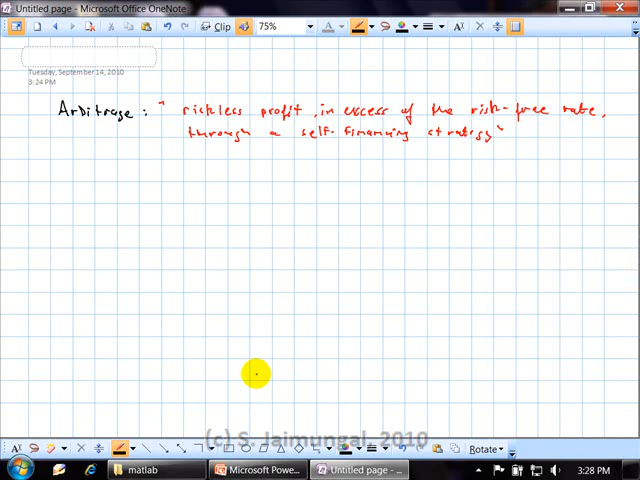 Untitled page - Microsoft Office OneNote
Clip
75%
Tuesday, September 14, 2010
3:24 PM
Arbitrage : " riskless profit, in excess of the risk-free rate,
through a self-financing strategy"
(c) S. Jaimungal, 2010
Rotate
matlab
Microsoft Powe...
Untitled page - ...
3:28 PM